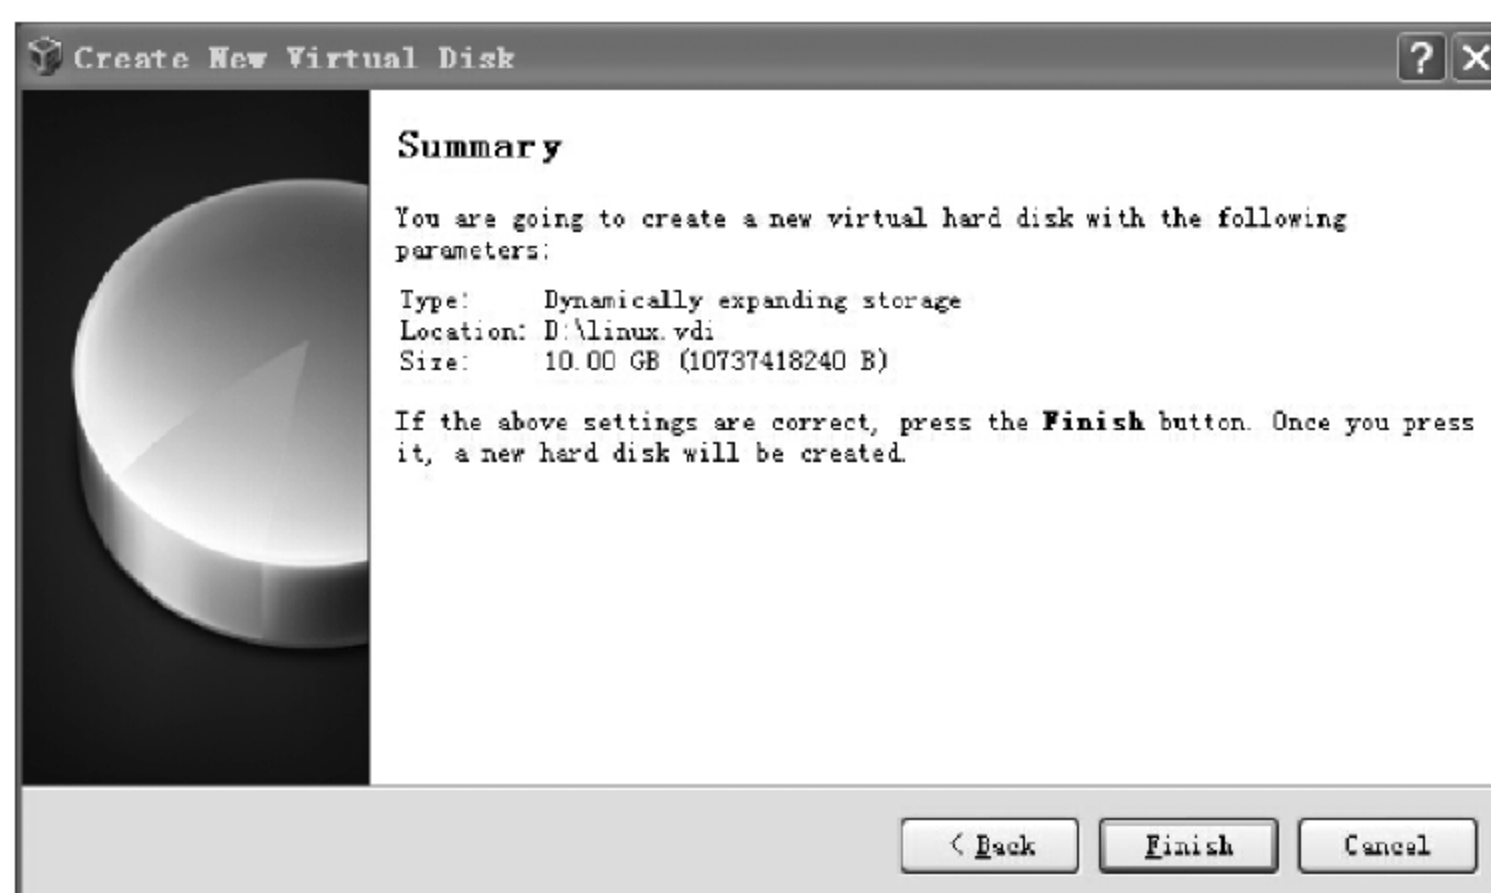 Create New Virtual Disk
?
Summary
You are going to create a new virtual hard disk with the following
parameters:
Type: Dynamically expanding storage
Location: D:\linux.vdi
Size: 10.00 GB (10737418240 B)
If the above settings are correct, press the Finish button. Once you press
it, a new hard disk will be created.
< Back Finish Cancel